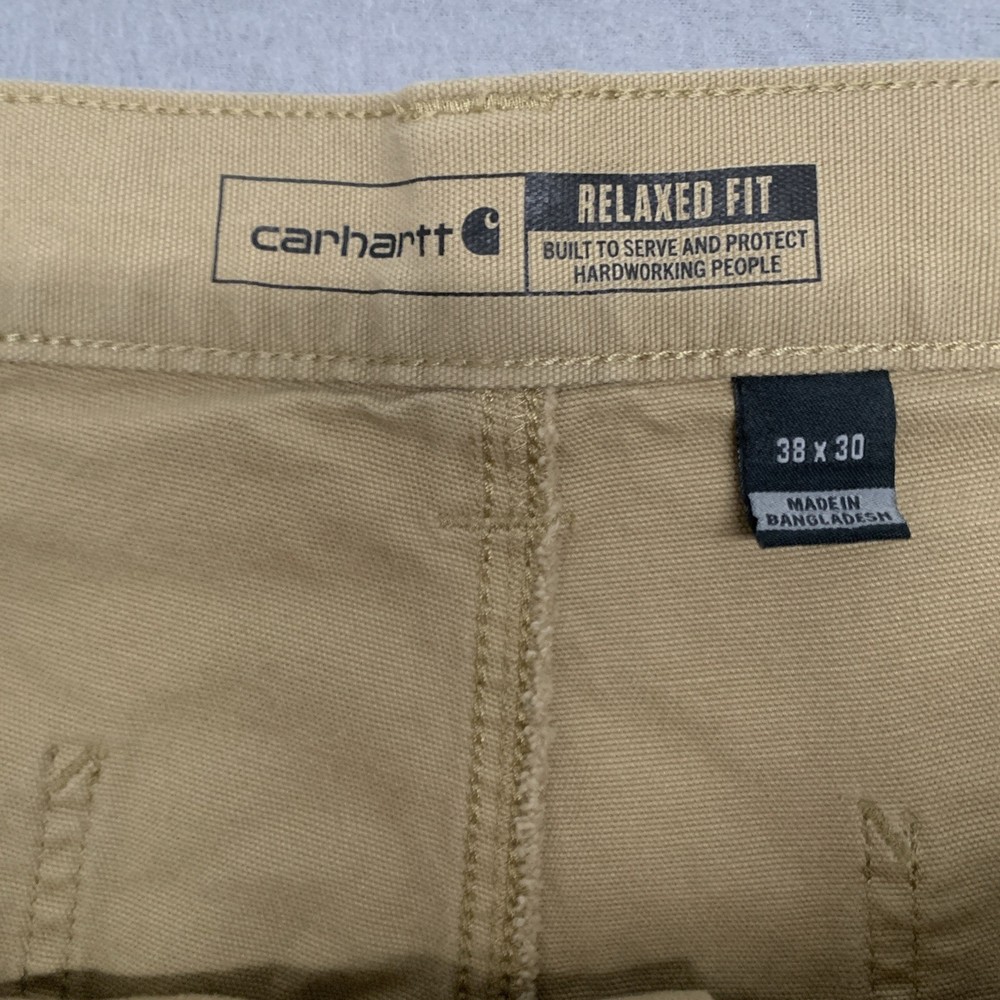 carhartt
RELAXED FIT
BUILT TO SERVE AND PROTECT
HARDWORKING PEOPLE
38 x 30
MADE IN
BANGLADESH